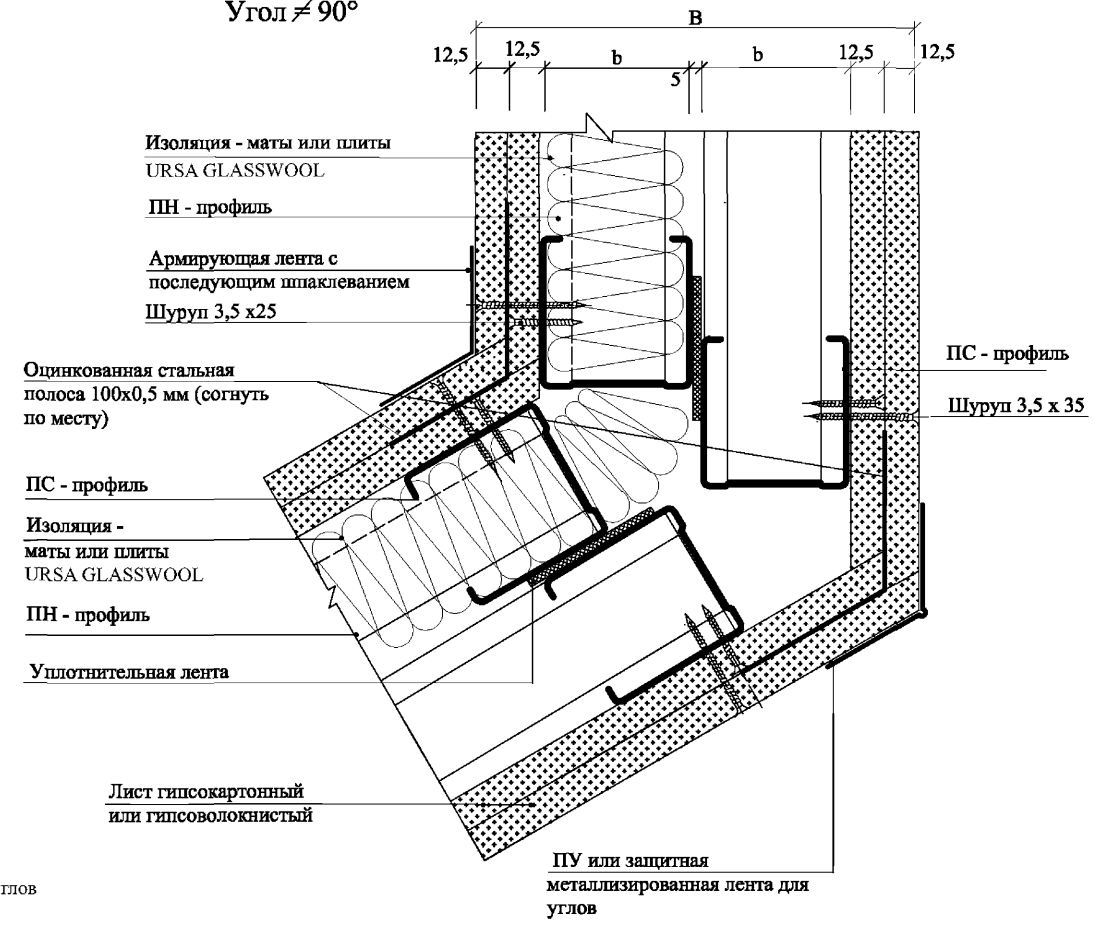 Угол ≠ 90°
В
12,5 12,5 b 5 b 12,5 12,5
Изоляция - маты или плиты
URSA GLASSWOOL
ПН - профиль
Армирующая лента с
последующим шпаклеванием
Шуруп 3,5 х25
Оцинкованная стальная
полоса 100х0,5 мм (согнуть
по месту)
ПС - профиль
Шуруп 3,5 х 35
ПС - профиль
Изоляция -
маты или плиты
URSA GLASSWOOL
ПН - профиль
Уплотнительная лента
Лист гипсокартонный
или гипсоволокнистый
ПУ или защитная
металлизированная лента для
углов
глов